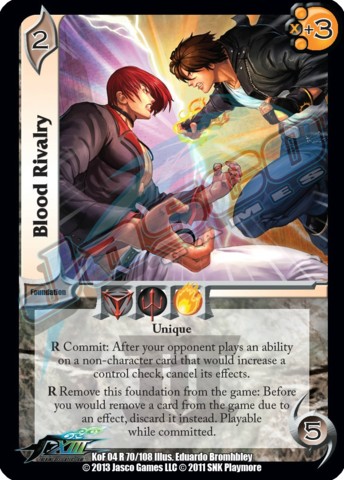 2
X+3
Blood Rivalry
Foundation
Unique
R Commit: After your opponent plays an ability
on a non-character card that would increase a
control check, cancel its effects.
R Remove this foundation from the game: Before you
would remove a card from the game due to
an effect, discard it instead. Playable
while committed.
XIII
5
KoF 04 R 70/108 Illus. Eduardo Bromhbley
© 2013 Jasco Games LLC © 2011 SNK Playmore